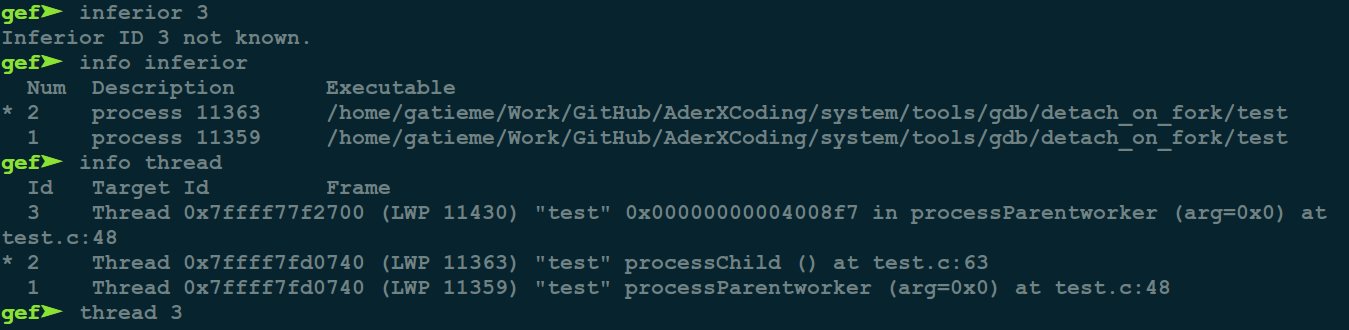 gef➤ inferior 3
Inferior ID 3 not known.
gef➤ info inferior
  Num  Description       Executable
* 2    process 11363     /home/gatieme/Work/GitHub/AderXCoding/system/tools/gdb/detach_on_fork/test
  1    process 11359     /home/gatieme/Work/GitHub/AderXCoding/system/tools/gdb/detach_on_fork/test
gef➤ info thread
  Id   Target Id         Frame
  3    Thread 0x7ffff77f2700 (LWP 11430) "test" 0x00000000004008f7 in processParentworker (arg=0x0) at
test.c:48
* 2    Thread 0x7ffff7fd0740 (LWP 11363) "test" processChild () at test.c:63
  1    Thread 0x7ffff7fd0740 (LWP 11359) "test" processParentworker (arg=0x0) at test.c:48
gef➤ thread 3